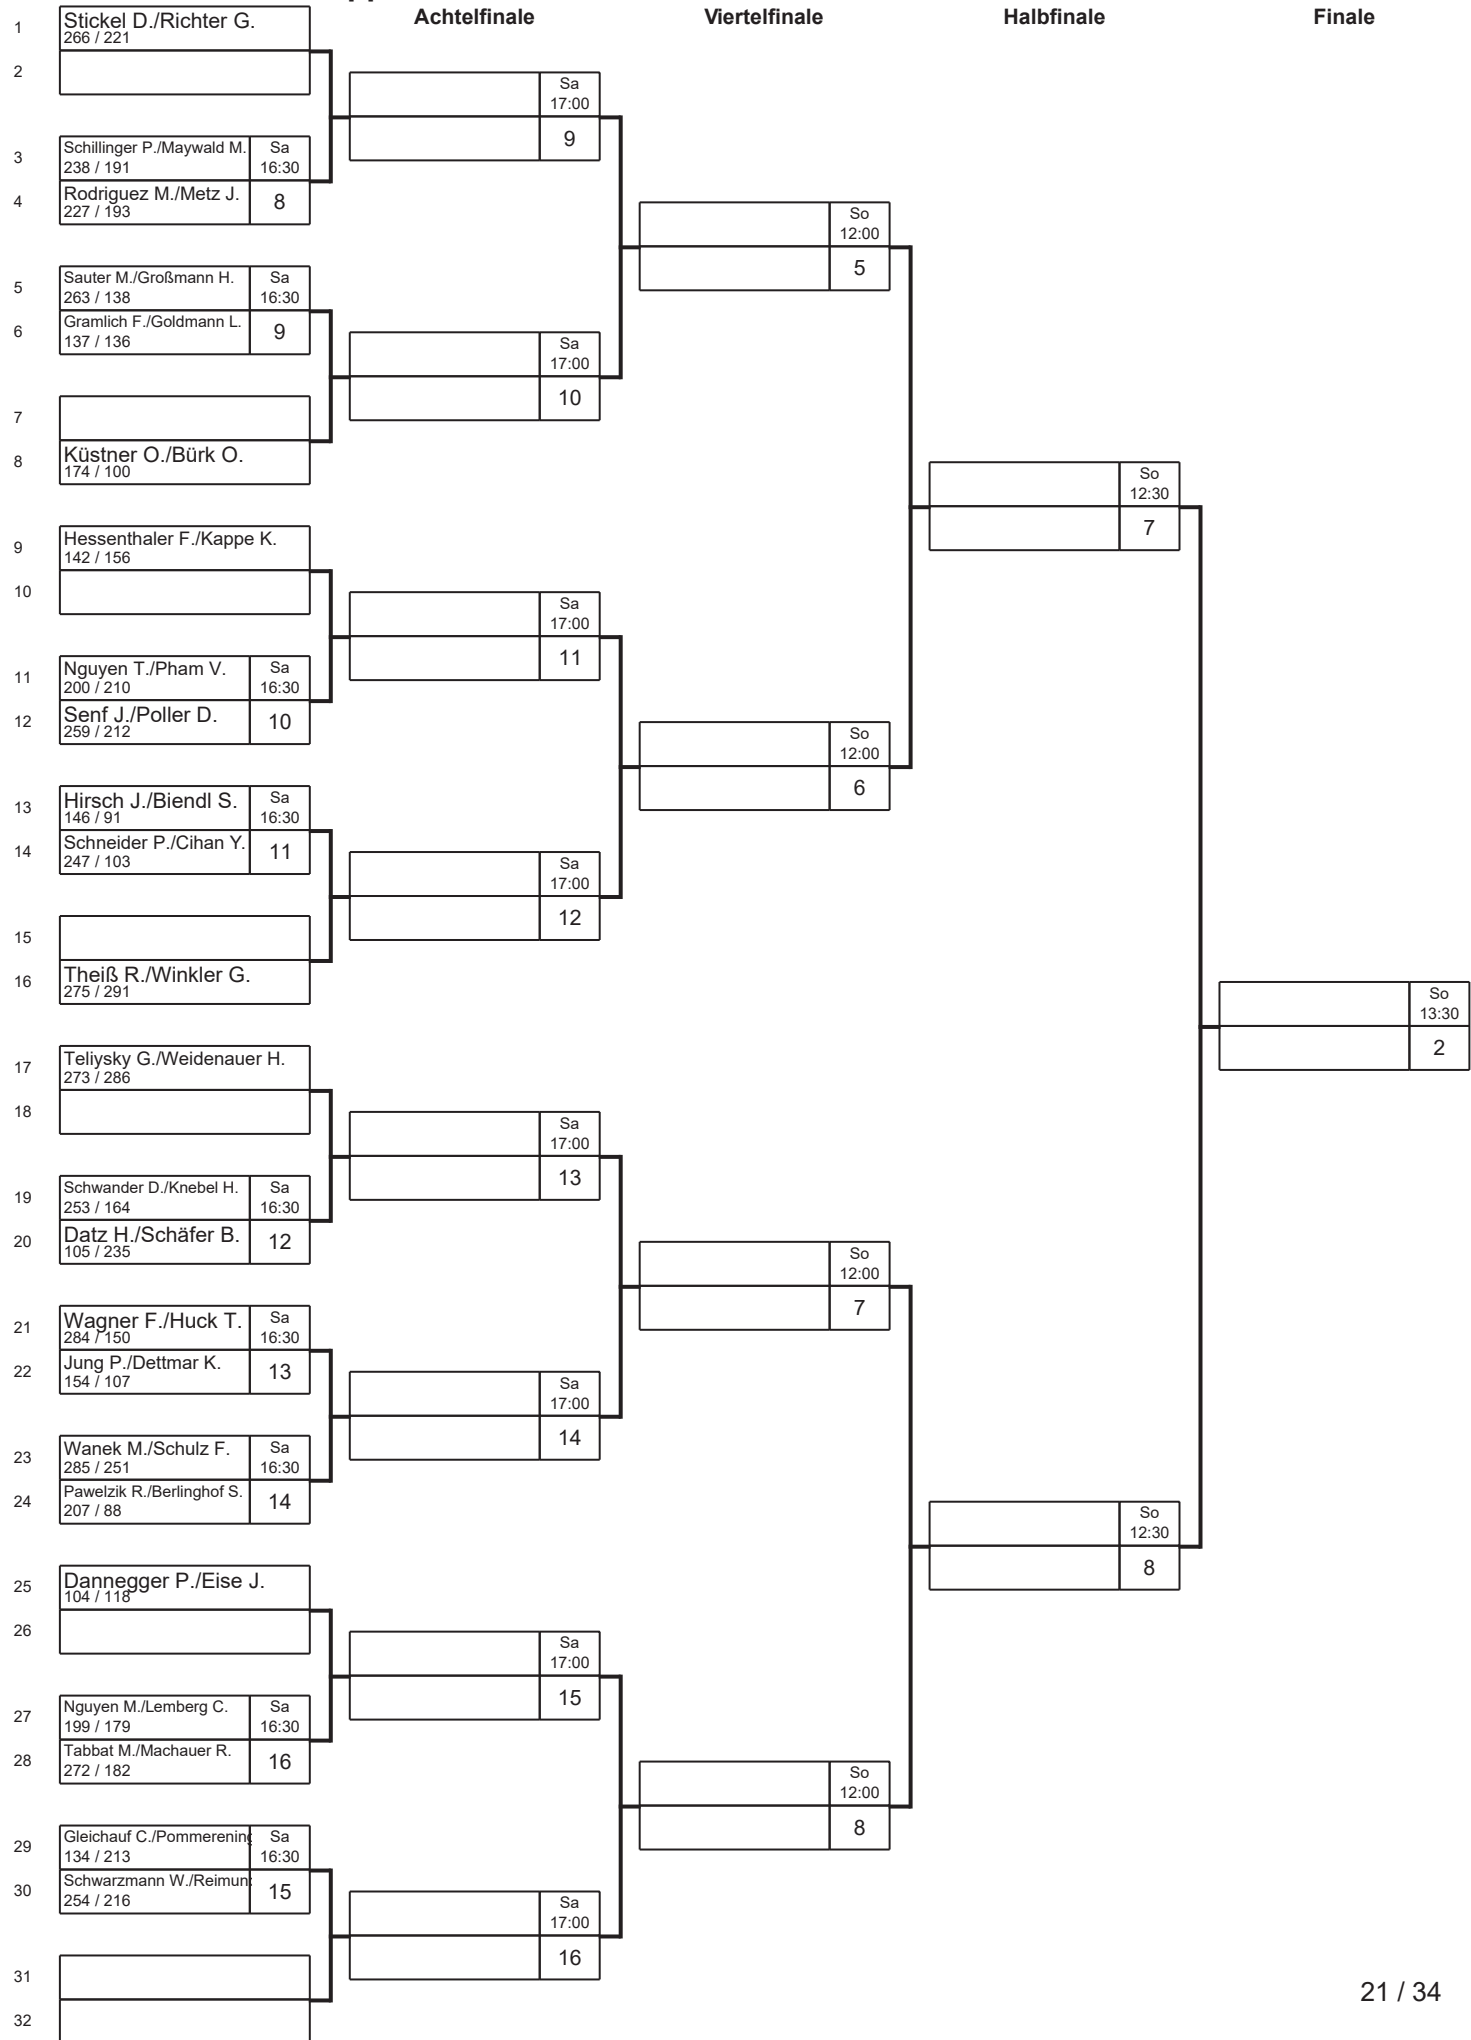 Achtelfinale
Viertelfinale
Halbfinale
Finale
1
Stickel D./Richter G.
266 / 221
2
3
Schillinger P./Maywald M.
238 / 191
Sa
16:30
4
Rodriguez M./Metz J.
227 / 193
8
5
Sauter M./Großmann H.
263 / 138
Sa
16:30
6
Gramlich F./Goldmann L.
137 / 136
9
7
8
Küstner O./Bürk O.
174 / 100
9
Hessenthaler F./Kappe K.
142 / 156
10
11
Nguyen T./Pham V.
200 / 210
Sa
16:30
12
Senf J./Poller D.
259 / 212
10
13
Hirsch J./Biendl S.
146 / 91
Sa
16:30
14
Schneider P./Cihan Y.
247 / 103
11
15
16
Theiß R./Winkler G.
275 / 291
17
Teliysky G./Weidenauer H.
273 / 286
18
19
Schwander D./Knebel H.
253 / 164
Sa
16:30
20
Datz H./Schäfer B.
105 / 235
12
21
Wagner F./Huck T.
284 / 150
Sa
16:30
22
Jung P./Dettmar K.
154 / 107
13
23
Wanek M./Schulz F.
285 / 251
Sa
16:30
24
Pawelzik R./Berlinghof S.
207 / 88
14
25
Dannegger P./Eise J.
104 / 118
26
27
Nguyen M./Lemberg C.
199 / 179
Sa
16:30
28
Tabbat M./Machauer R.
272 / 182
16
29
Gleichauf C./Pommerening
134 / 213
Sa
16:30
30
Schwarzmann W./Reimun
254 / 216
15
31
32
Sa
17:00
9
Sa
17:00
10
Sa
17:00
11
Sa
17:00
12
Sa
17:00
13
Sa
17:00
14
Sa
17:00
15
Sa
17:00
16
So
12:00
5
So
12:00
6
So
12:00
7
So
12:00
8
So
12:30
7
So
12:30
8
So
13:30
2
21 / 34